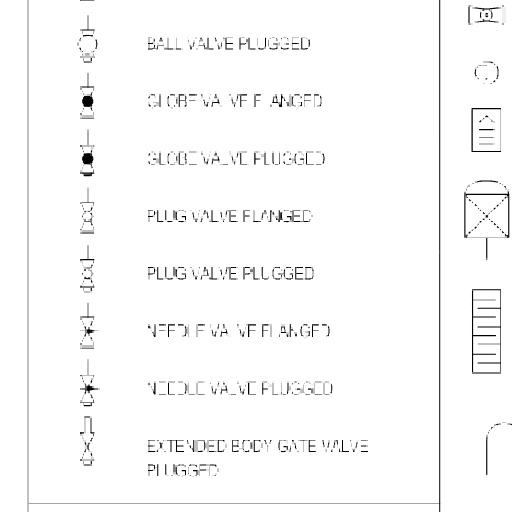 BALL VALVE PLUGGED
GLOBE VALVE FLANGED
GLOBE VALVE PLUGGED
PLUG VALVE FLANGED
PLUG VALVE PLUGGED
NEEDLE VALVE FLANGED
NEEDLE VALVE PLUGGED
EXTENDED BODY GATE VALVE
PLUGGED